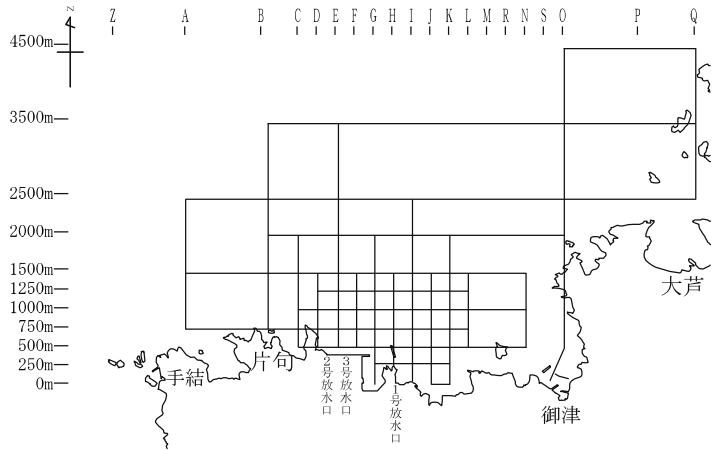 Z
Z A B C D E F G H I J K L M R N S O P Q
4500m
3500m
2500m
2000m
1500m
1250m
1000m
750m
500m
250m
0m
大芦
片句
手結
御津
2号放水口
3号放水口
1号放水口